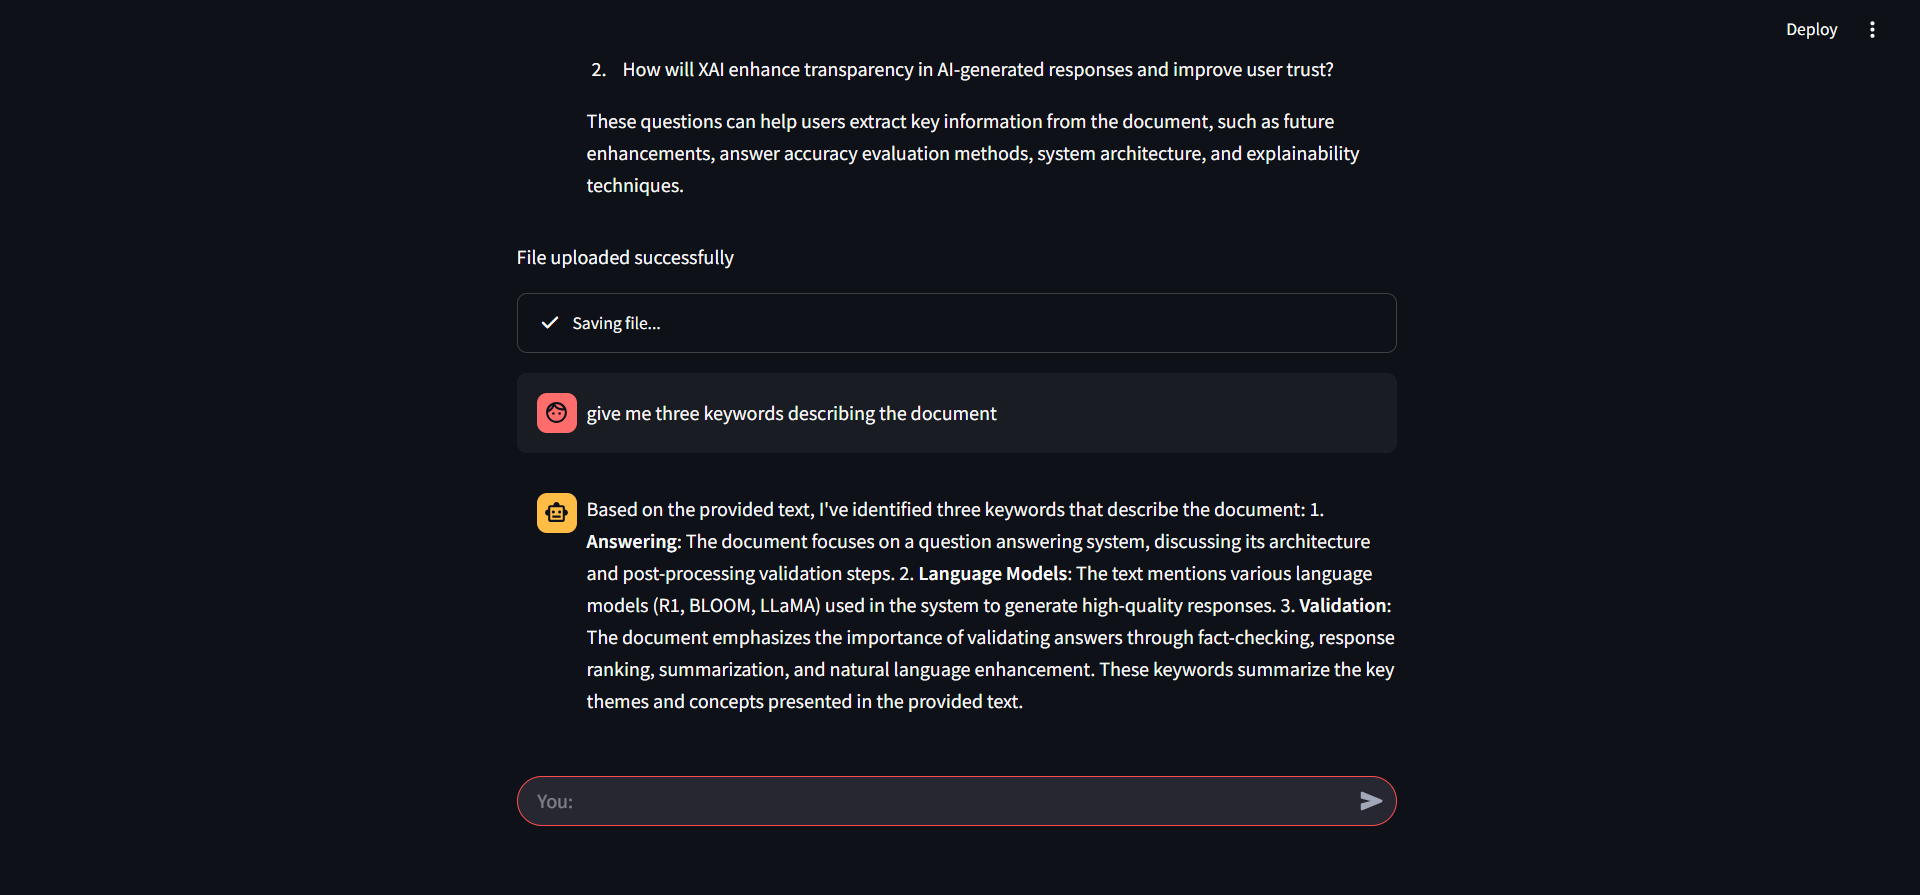 Deploy
2. How will XAI enhance transparency in AI-generated responses and improve user trust?
These questions can help users extract key information from the document, such as future
enhancements, answer accuracy evaluation methods, system architecture, and explainability
techniques.
File uploaded successfully
Saving file...
give me three keywords describing the document
Based on the provided text, I've identified three keywords that describe the document: 1.
Answering: The document focuses on a question answering system, discussing its architecture
and post-processing validation steps. 2. Language Models: The text mentions various language
models (R1, BLOOM, LLaMA) used in the system to generate high-quality responses. 3. Validation:
The document emphasizes the importance of validating answers through fact-checking, response
ranking, summarization, and natural language enhancement. These keywords summarize the key
themes and concepts presented in the provided text.
You: